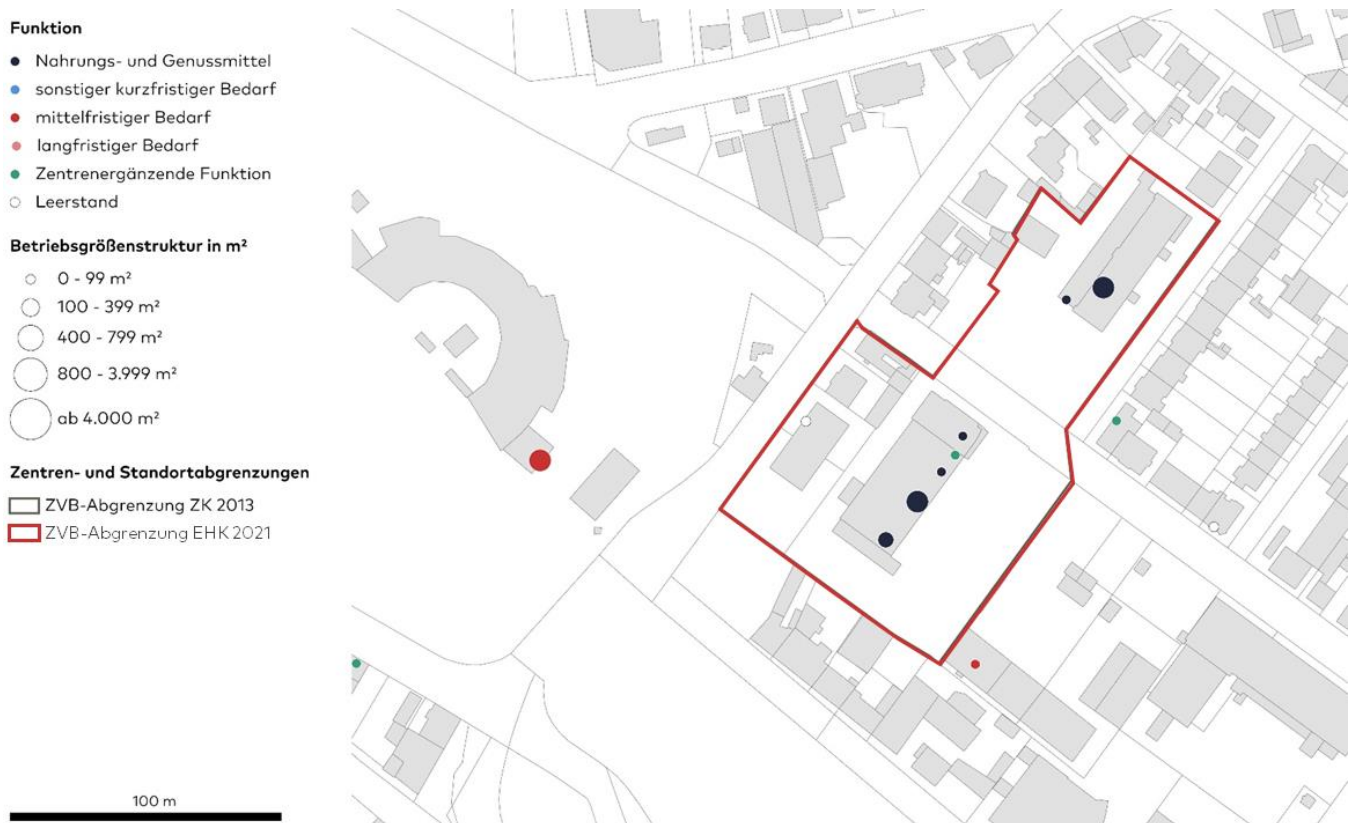 Funktion
Nahrungs- und Genussmittel
sonstiger kurzfristiger Bedarf
mittelfristiger Bedarf
langfristiger Bedarf
Zentrenergänzende Funktion
Leerstand
Betriebsgrößenstruktur in m²
0 - 99 m²
100 - 399 m²
400 - 799 m²
800 - 3.999 m²
ab 4.000 m²
Zentren- und Standortabgrenzungen
ZVB-Abgrenzung ZK 2013
ZVB-Abgrenzung EHK 2021
100 m